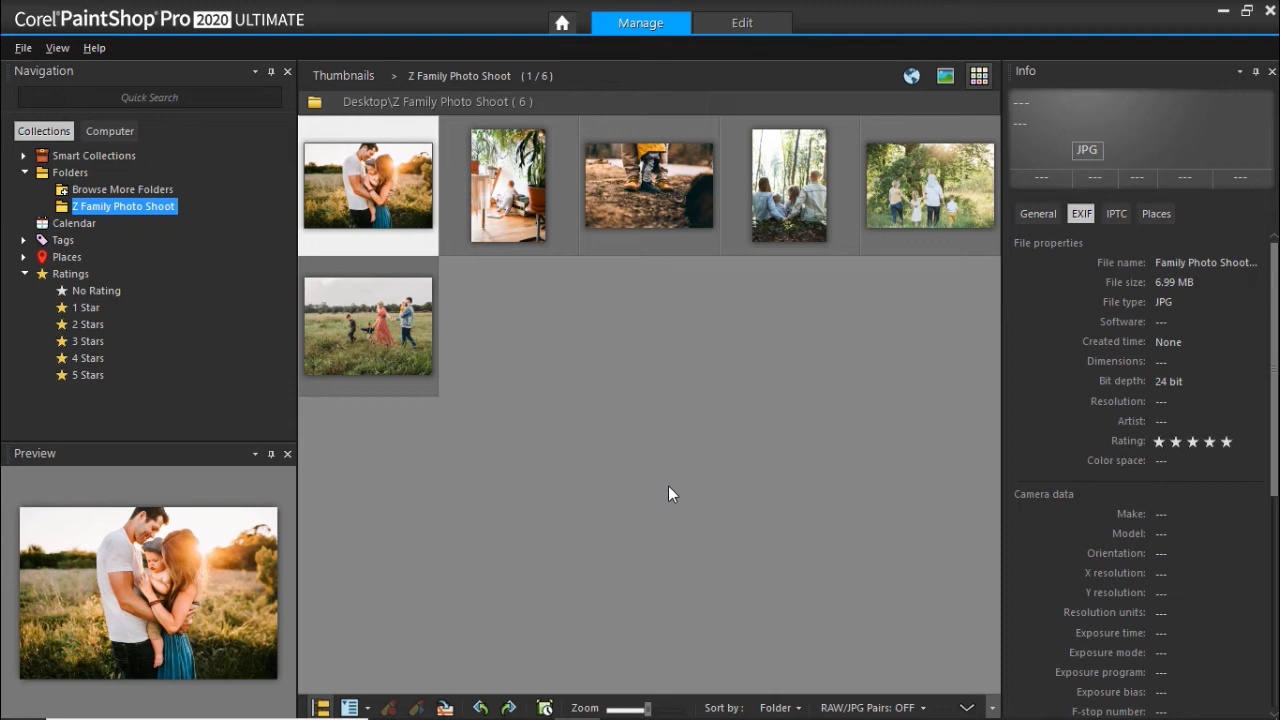 Corel PaintShop Pro 2020 ULTIMATE
Manage
Edit
File View Help
Navigation
Quick Search
Collections Computer
Smart Collections
Folders
Browse More Folders
Z Family Photo Shoot
Calendar
Tags
Places
Ratings
No Rating
1 Star
2 Stars
3 Stars
4 Stars
5 Stars
Preview
Thumbnails > Z Family Photo Shoot (1 / 6)
Desktop\Z Family Photo Shoot ( 6 )
Zoom
Sort by : Folder
RAW/JPG Pairs: OFF
Info
---
---
JPG
--- --- --- --- ---
General EXIF IPTC Places
File properties
File name: Family Photo Shoot...
File size: 6.99 MB
File type: JPG
Software: ---
Created time: None
Dimensions: ---
Bit depth: 24 bit
Resolution: ---
Artist: ---
Rating:
Color space: ---
Camera data
Make: ---
Model: ---
Orientation: ---
X resolution: ---
Y resolution: ---
Resolution units: ---
Exposure time: ---
Exposure mode: ---
Exposure program: ---
Exposure bias: ---
F-stop number: ---